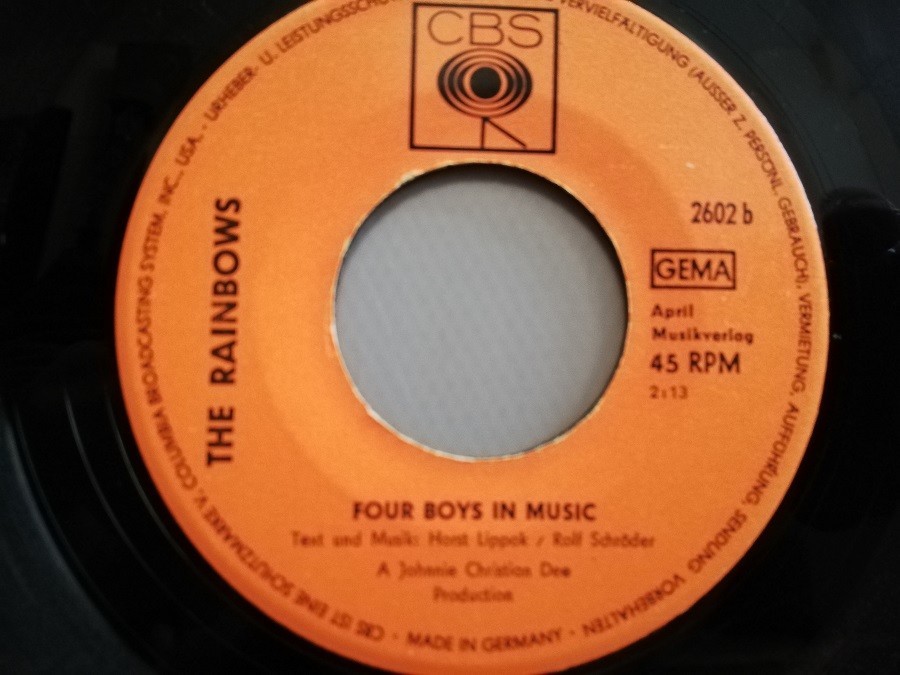 CBS
2602 b
GEMA
April
Musikverlag
45 RPM
2:13
THE RAINBOWS
FOUR BOYS IN MUSIC
Text und Musik: Horst Lippok / Rolf Schröder
A Johnnie Christian Dee
Production
CBS IST EINE SCHUTZMARKE V. COLUMBIA BROADCASTING SYSTEM, INC., USA. · URHEBER- U. LEISTUNGSSCHU
VERVIELFÄLTIGUNG (AUSSER Z. PERSÖNL. GEBRAUCH), VERMIETUNG, AUFFÜHRUNG, SENDUNG VORBEHALTEN ·
MADE IN GERMANY ·